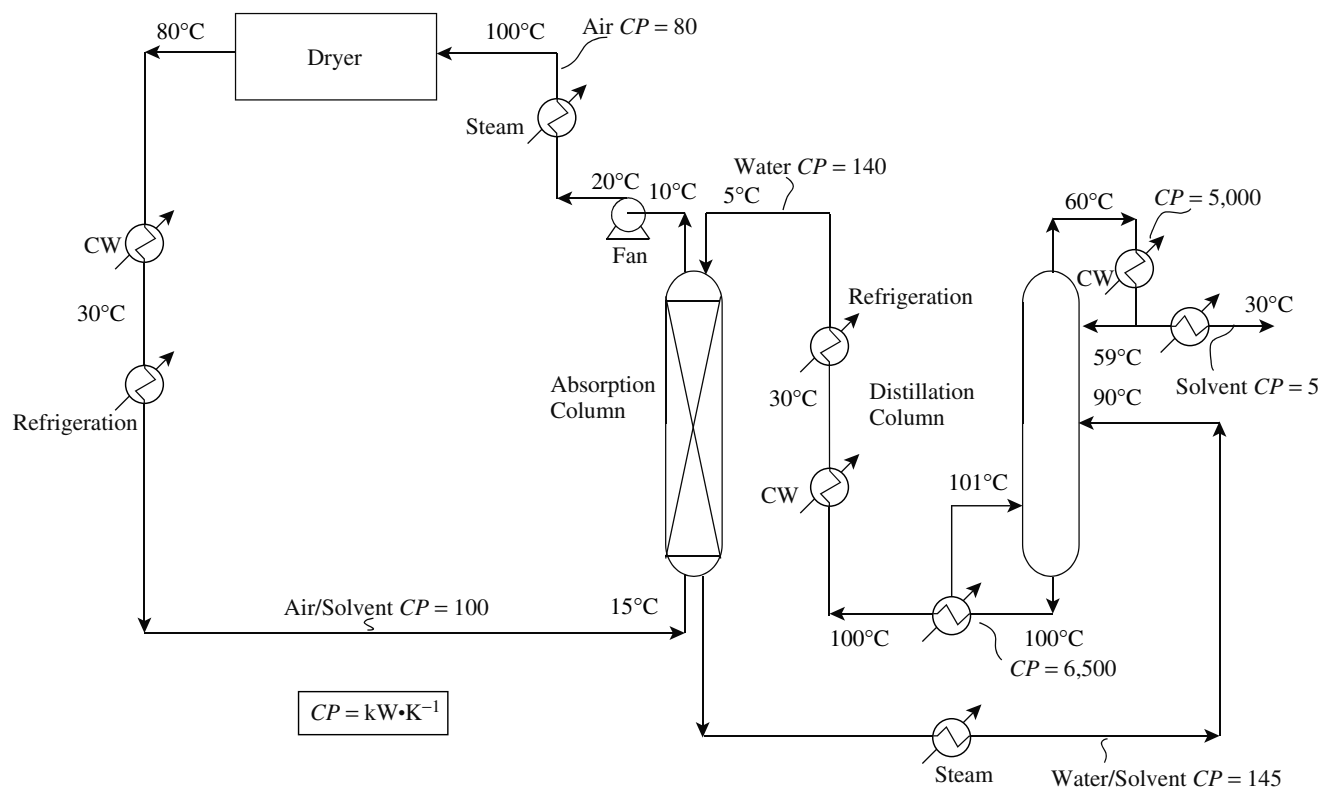 80°C
100°C
Air CP = 80
Dryer
Steam
Water CP = 140
20°C
10°C
5°C
60°C
CP = 5,000
CW
Fan
CW
30°C
Refrigeration
30°C
59°C
Solvent CP = 5
Absorption
Column
30°C
Distillation
Column
90°C
Refrigeration
CW
101°C
Air/Solvent CP = 100
15°C
100°C
100°C
CP = 6,500
CP = kW•K⁻¹
Steam
Water/Solvent CP = 145